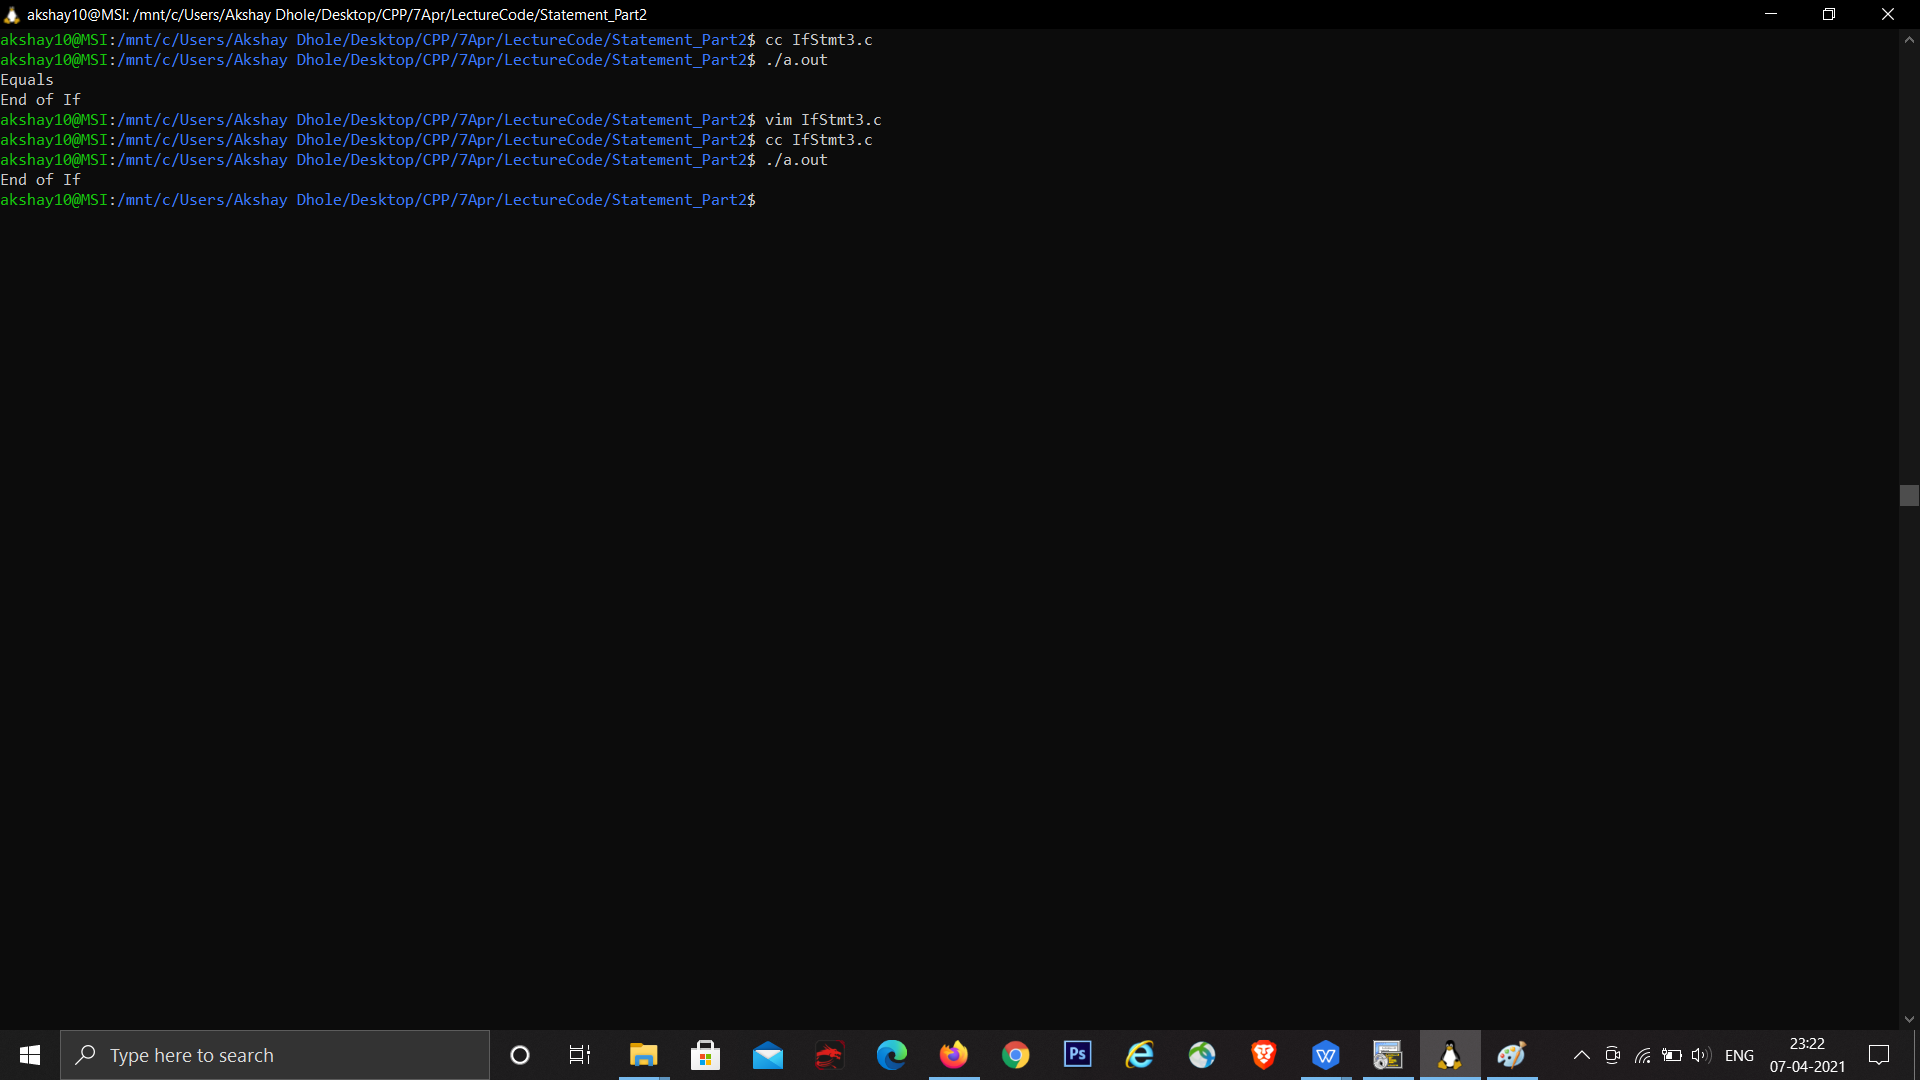 akshay10@MSI: /mnt/c/Users/Akshay Dhole/Desktop/CPP/7Apr/LectureCode/Statement_Part2
akshay10@MSI:/mnt/c/Users/Akshay Dhole/Desktop/CPP/7Apr/LectureCode/Statement_Part2$ cc IfStmt3.c
akshay10@MSI:/mnt/c/Users/Akshay Dhole/Desktop/CPP/7Apr/LectureCode/Statement_Part2$ ./a.out
Equals
End of If
akshay10@MSI:/mnt/c/Users/Akshay Dhole/Desktop/CPP/7Apr/LectureCode/Statement_Part2$ vim IfStmt3.c
akshay10@MSI:/mnt/c/Users/Akshay Dhole/Desktop/CPP/7Apr/LectureCode/Statement_Part2$ cc IfStmt3.c
akshay10@MSI:/mnt/c/Users/Akshay Dhole/Desktop/CPP/7Apr/LectureCode/Statement_Part2$ ./a.out
End of If
akshay10@MSI:/mnt/c/Users/Akshay Dhole/Desktop/CPP/7Apr/LectureCode/Statement_Part2$
Type here to search
Ps
ENG
23:22
07-04-2021